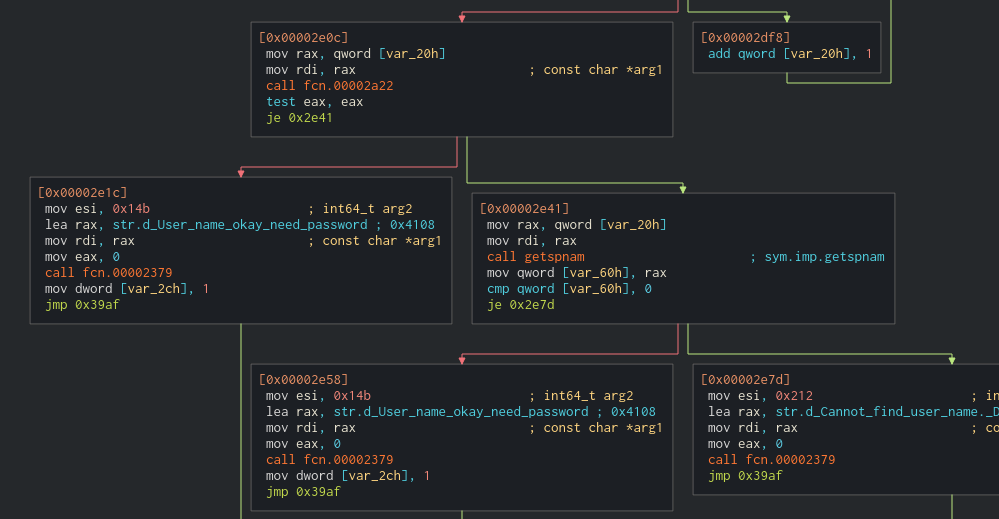 [0x00002e0c]
mov rax, qword [var_20h]
mov rdi, rax ; const char *arg1
call fcn.00002a22
test eax, eax
je 0x2e41
[0x00002df8]
add qword [var_20h], 1
[0x00002e1c]
mov esi, 0x14b ; int64_t arg2
lea rax, str.d_User_name_okay_need_password ; 0x4108
mov rdi, rax ; const char *arg1
mov eax, 0
call fcn.00002379
mov dword [var_2ch], 1
jmp 0x39af
[0x00002e41]
mov rax, qword [var_20h]
mov rdi, rax
call getspnam ; sym.imp.getspnam
mov qword [var_60h], rax
cmp qword [var_60h], 0
je 0x2e7d
[0x00002e58]
mov esi, 0x14b ; int64_t arg2
lea rax, str.d_User_name_okay_need_password ; 0x4108
mov rdi, rax ; const char *arg1
mov eax, 0
call fcn.00002379
mov dword [var_2ch], 1
jmp 0x39af
[0x00002e7d]
mov esi, 0x212 ; in
lea rax, str.d_Cannot_find_user_name._D
mov rdi, rax ; co
mov eax, 0
call fcn.00002379
jmp 0x39af